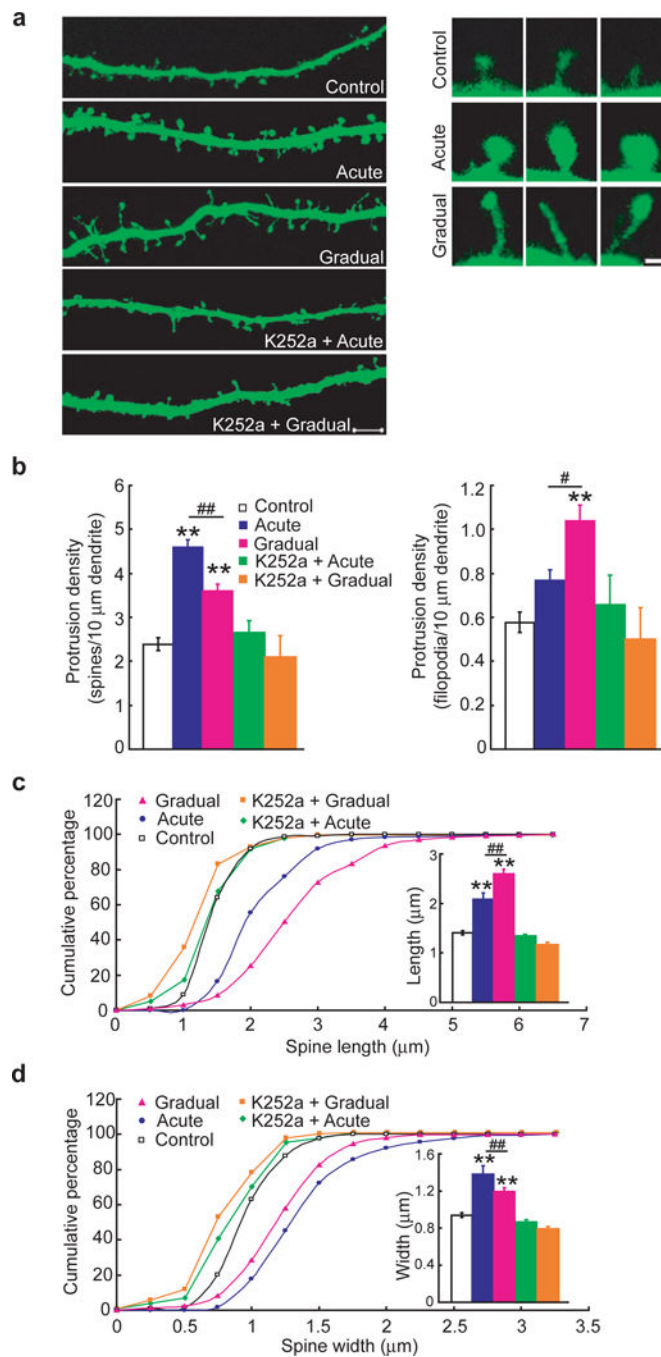 a
Control
Acute
Gradual
K252a + Acute
K252a + Gradual
Control
Acute
Gradual
b
Protrusion density
(spines/10 μm dendrite)
6
5
4
3
2
1
0
**
##
**
Control
Acute
Gradual
K252a + Acute
K252a + Gradual
Protrusion density
(filopodia/10 μm dendrite)
1.2
1.0
0.8
0.6
0.4
0.2
0
#
**
c
Cumulative percentage
120
100
80
60
40
20
0
Gradual
Acute
Control
K252a + Gradual
K252a + Acute
0
1
2
3
4
5
6
7
Spine length (μm)
Length (μm)
3
2
1
0
**
##
**
d
Cumulative percentage
120
100
80
60
40
20
0
Gradual
Acute
Control
K252a + Gradual
K252a + Acute
0
0.5
1
1.5
2
2.5
3
3.5
Spine width (μm)
Width (μm)
1.6
1.2
0.8
0.4
0
**
##
**